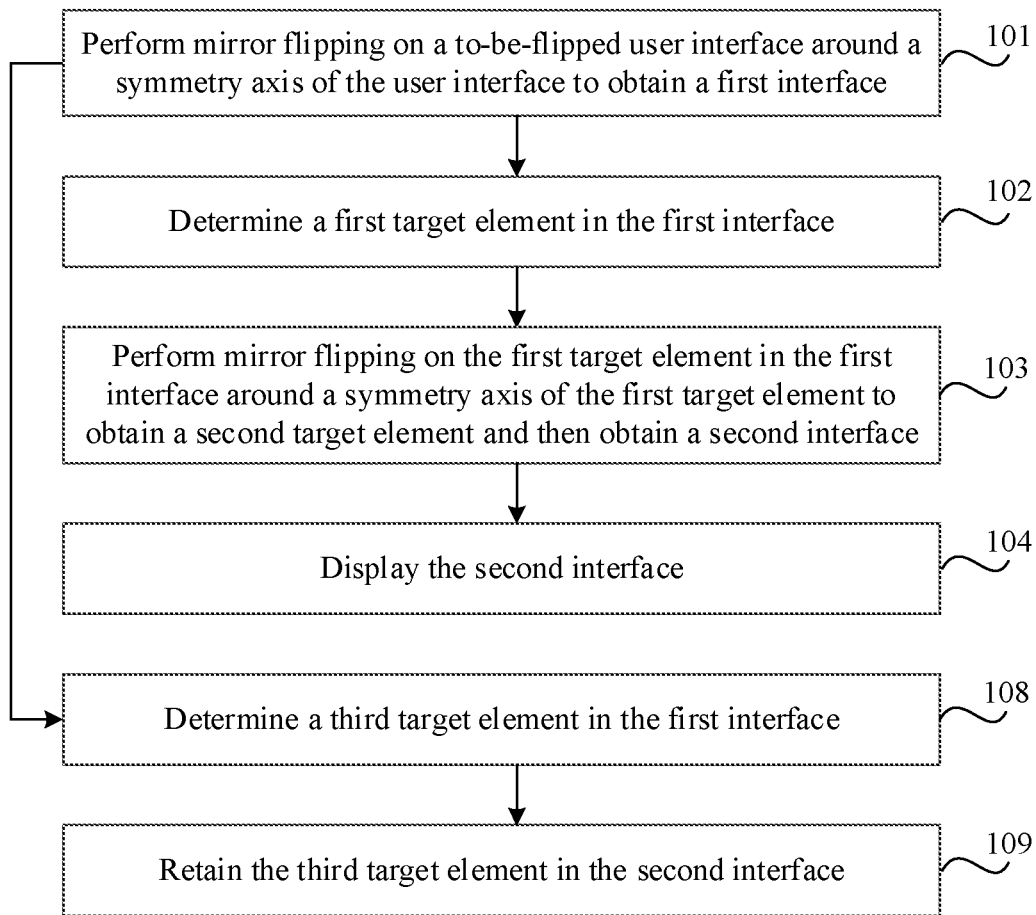 Perform mirror flipping on a to-be-flipped user interface around a
symmetry axis of the user interface to obtain a first interface
101
Determine a first target element in the first interface
102
Perform mirror flipping on the first target element in the first
interface around a symmetry axis of the first target element to
obtain a second target element and then obtain a second interface
103
Display the second interface
104
Determine a third target element in the first interface
108
Retain the third target element in the second interface
109